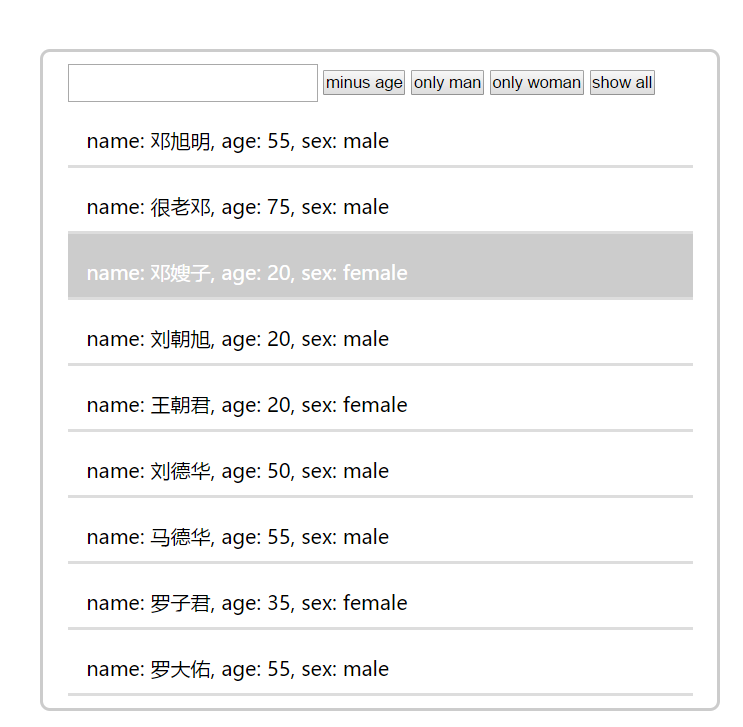 minus age only man only woman show all
name: 邓旭明, age: 55, sex: male
name: 很老邓, age: 75, sex: male
name: 邓嫂子, age: 20, sex: female
name: 刘朝旭, age: 20, sex: male
name: 王朝君, age: 20, sex: female
name: 刘德华, age: 50, sex: male
name: 马德华, age: 55, sex: male
name: 罗子君, age: 35, sex: female
name: 罗大佑, age: 55, sex: male